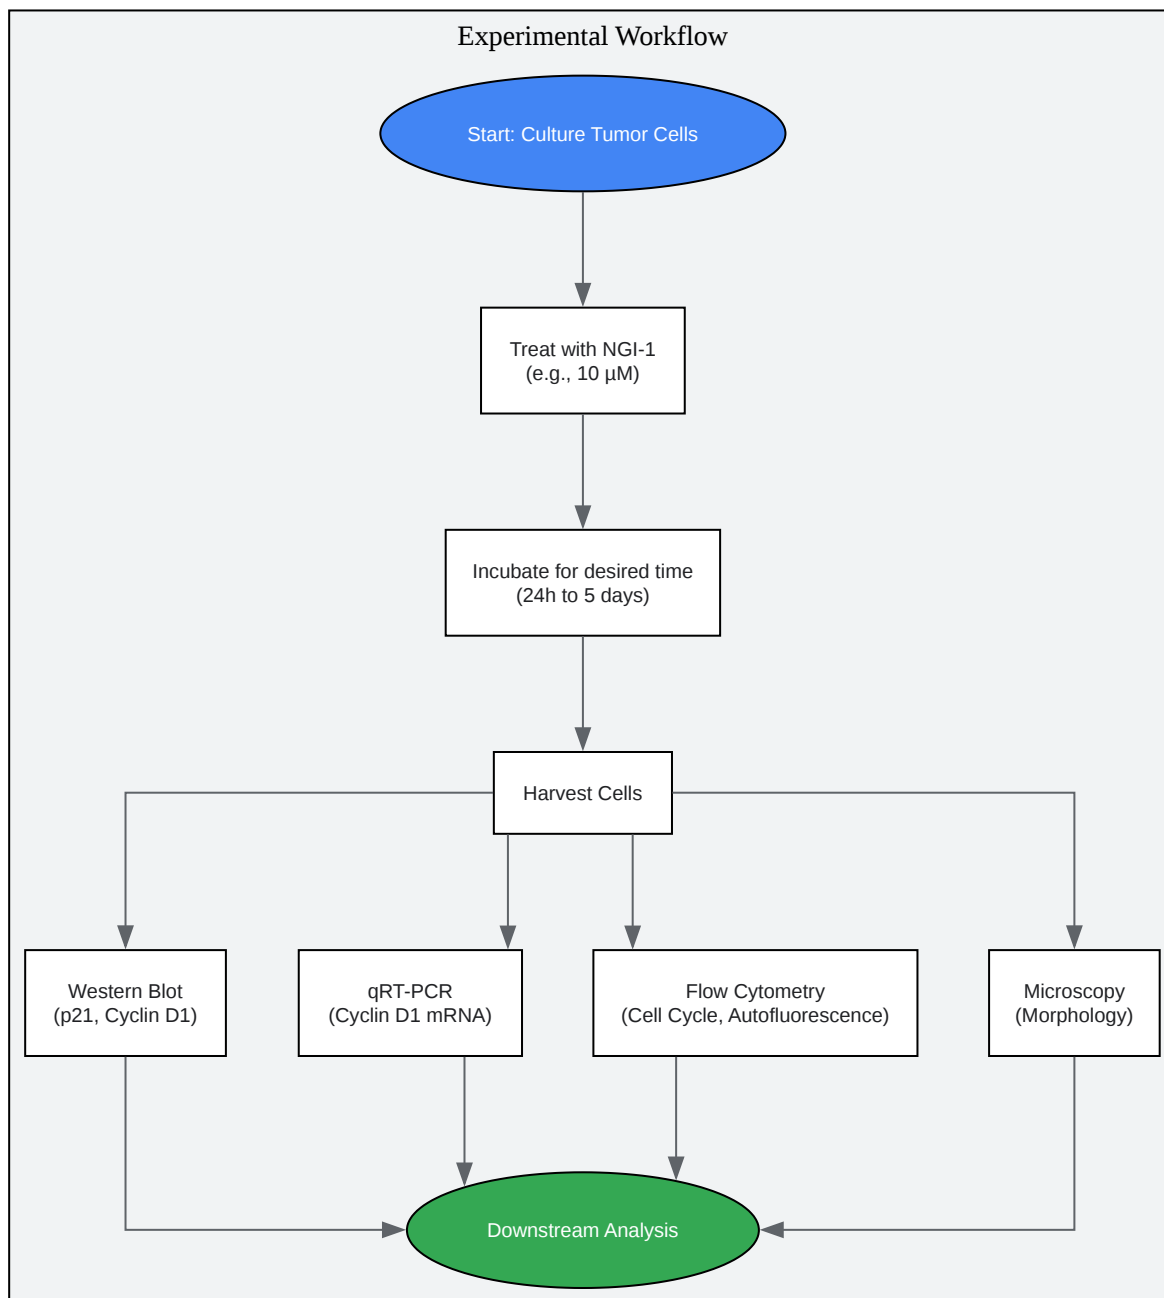 Experimental Workflow
Start: Culture Tumor Cells
Treat with NGI-1
(e.g., 10 µM)
Incubate for desired time
(24h to 5 days)
Harvest Cells
Western Blot
(p21, Cyclin D1)
qRT-PCR
(Cyclin D1 mRNA)
Flow Cytometry
(Cell Cycle, Autofluorescence)
Microscopy
(Morphology)
Downstream Analysis